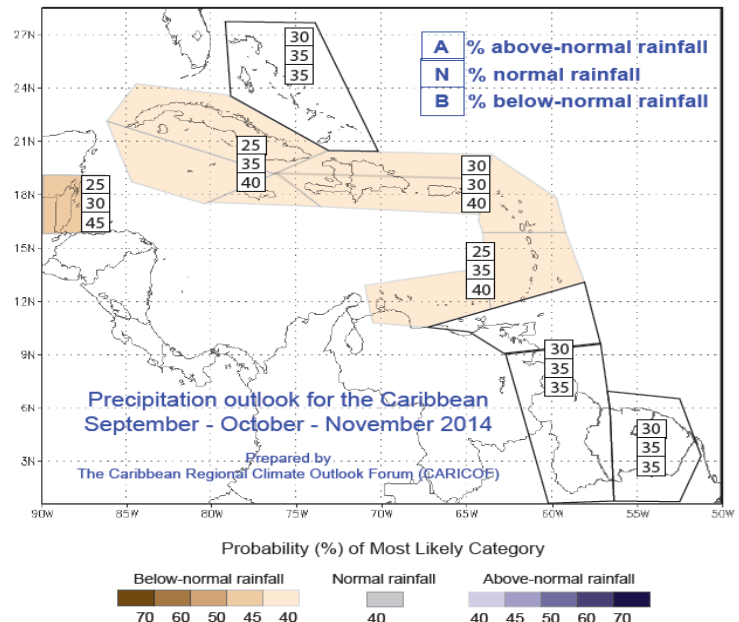 27N
24N
21N
18N
15N
12N
9N
6N
3N
A % above-normal rainfall
N % normal rainfall
B % below-normal rainfall
30
35
35
25
35
40
30
30
40
25
30
45
25
35
40
30
35
35
30
35
35
Precipitation outlook for the Caribbean
September - October - November 2014
Prepared by
The Caribbean Regional Climate Outlook Forum (CARICOF)
90W 85W 80W 75W 70W 65W 60W 55W 50W
Probability (%) of Most Likely Category
Below-normal rainfall Normal rainfall Above-normal rainfall
70 60 50 45 40 40 40 45 50 60 70